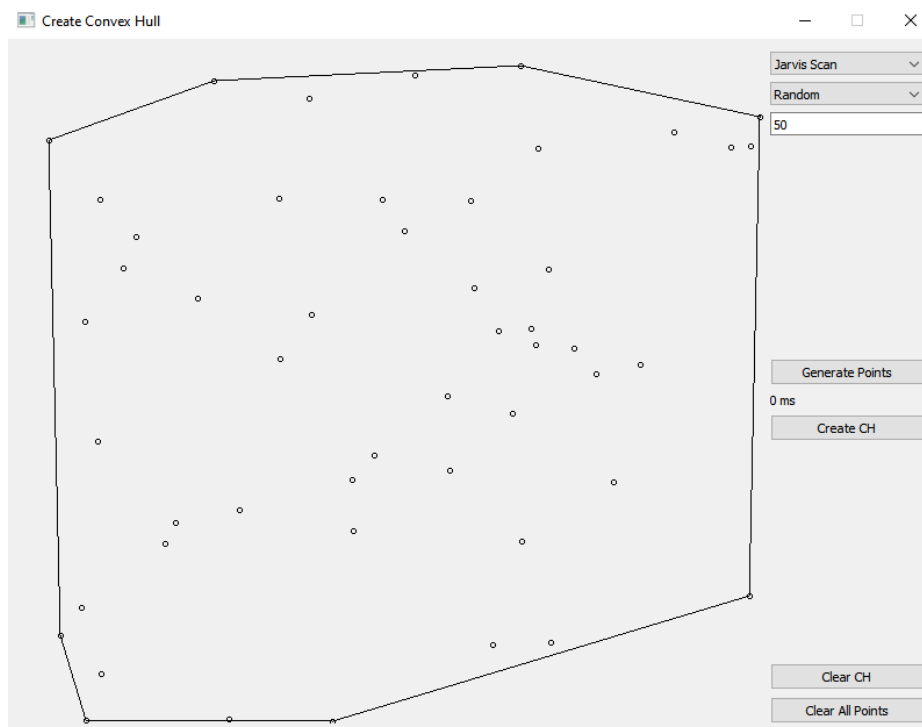 Create Convex Hull
Jarvis Scan
Random
50
Generate Points
0 ms
Create CH
Clear CH
Clear All Points